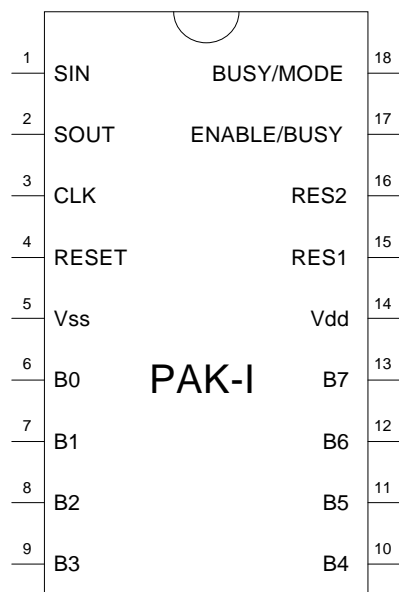 1 SIN BUSY/MODE 18
2 SOUT ENABLE/BUSY 17
3 CLK RES2 16
4 RESET RES1 15
5 Vss Vdd 14
6 B0 PAK-I B7 13
7 B1 B6 12
8 B2 B5 11
9 B3 B4 10